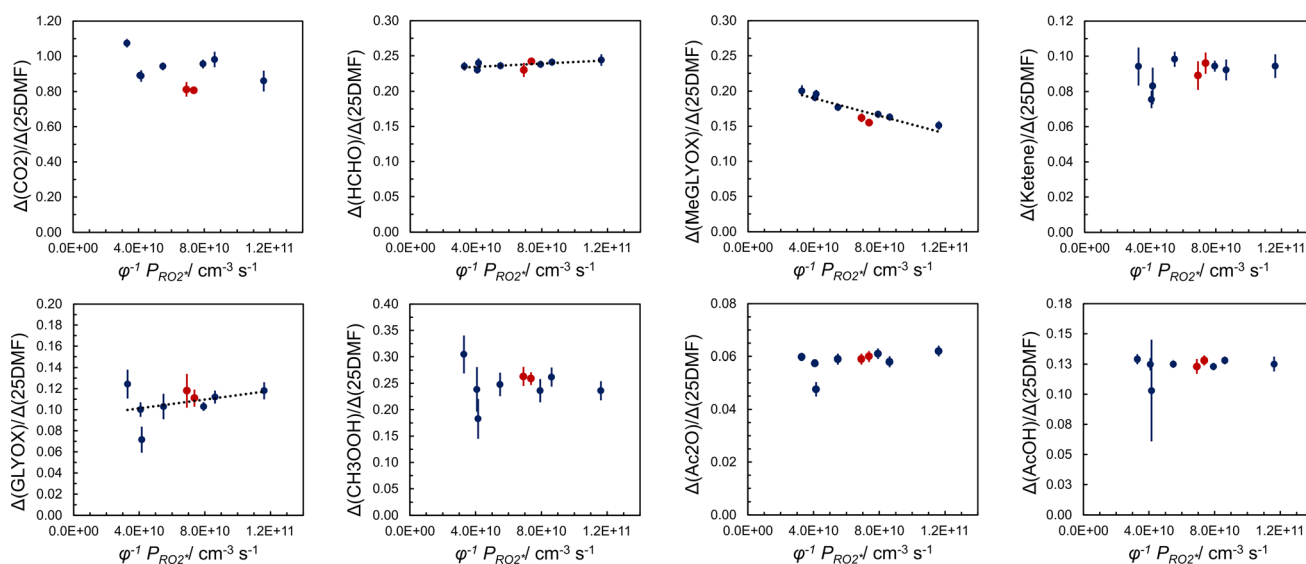 Δ(CO2)/Δ(25DMF)
1.20
1.00
0.80
0.60
0.40
0.20
0.00
0.0E+00 4.0E+10 8.0E+10 1.2E+11
φ-1 PRO2*/ cm-3 s-1
Δ(HCHO)/Δ(25DMF)
0.30
0.25
0.20
0.15
0.10
0.05
0.00
0.0E+00 4.0E+10 8.0E+10 1.2E+11
φ-1 PRO2*/ cm-3 s-1
Δ(MeGLYOX)/Δ(25DMF)
0.30
0.25
0.20
0.15
0.10
0.05
0.00
0.0E+00 4.0E+10 8.0E+10 1.2E+11
φ-1 PRO2*/ cm-3 s-1
Δ(Ketene)/Δ(25DMF)
0.12
0.10
0.08
0.06
0.04
0.02
0.00
0.0E+00 4.0E+10 8.0E+10 1.2E+11
φ-1 PRO2*/ cm-3 s-1
Δ(GLYOX)/Δ(25DMF)
0.20
0.18
0.16
0.14
0.12
0.10
0.08
0.06
0.04
0.02
0.00
0.0E+00 4.0E+10 8.0E+10 1.2E+11
φ-1 PRO2*/ cm-3 s-1
Δ(CH3OOH)/Δ(25DMF)
0.40
0.35
0.30
0.25
0.20
0.15
0.10
0.05
0.00
0.0E+00 4.0E+10 8.0E+10 1.2E+11
φ-1 PRO2*/ cm-3 s-1
Δ(Ac2O)/Δ(25DMF)
0.08
0.06
0.04
0.02
0.00
0.0E+00 4.0E+10 8.0E+10 1.2E+11
φ-1 PRO2*/ cm-3 s-1
Δ(AcOH)/Δ(25DMF)
0.18
0.15
0.13
0.10
0.08
0.05
0.03
0.00
0.0E+00 4.0E+10 8.0E+10 1.2E+11
φ-1 PRO2*/ cm-3 s-1